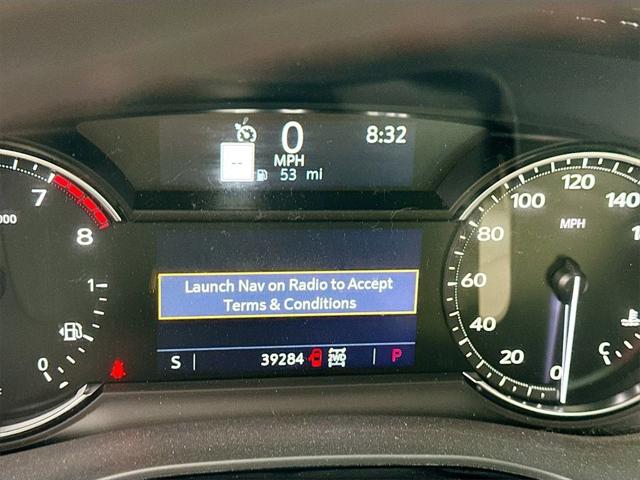 0
8:32
--
MPH
53 mi
Launch Nav on Radio to Accept
Terms & Conditions
S
39284
2WD
P
7
8
1
0
120
100
140
MPH
80
60
40
20
0
C